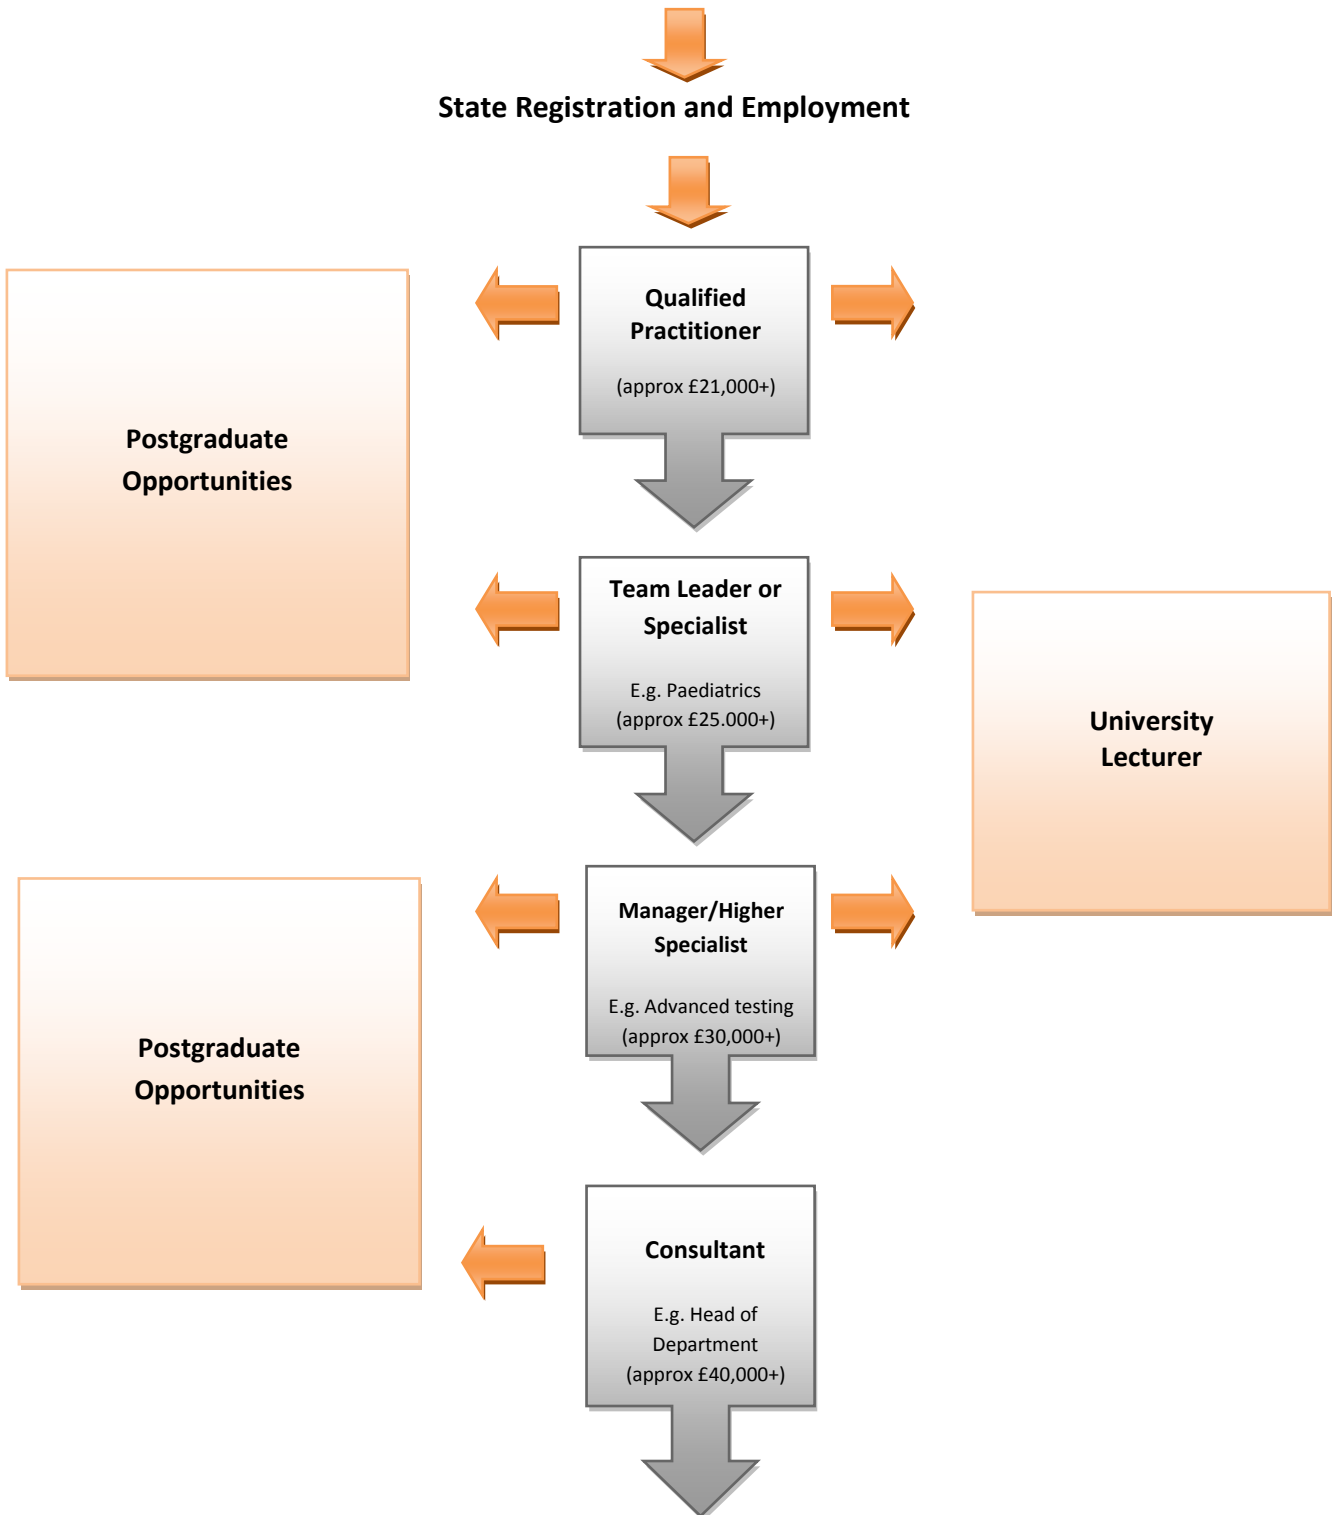 State Registration and Employment
Qualified
Practitioner
(approx £21,000+)
Postgraduate
Opportunities
Team Leader or
Specialist
E.g. Paediatrics
(approx £25.000+)
University
Lecturer
Manager/Higher
Specialist
E.g. Advanced testing
(approx £30,000+)
Postgraduate
Opportunities
Consultant
E.g. Head of
Department
(approx £40,000+)